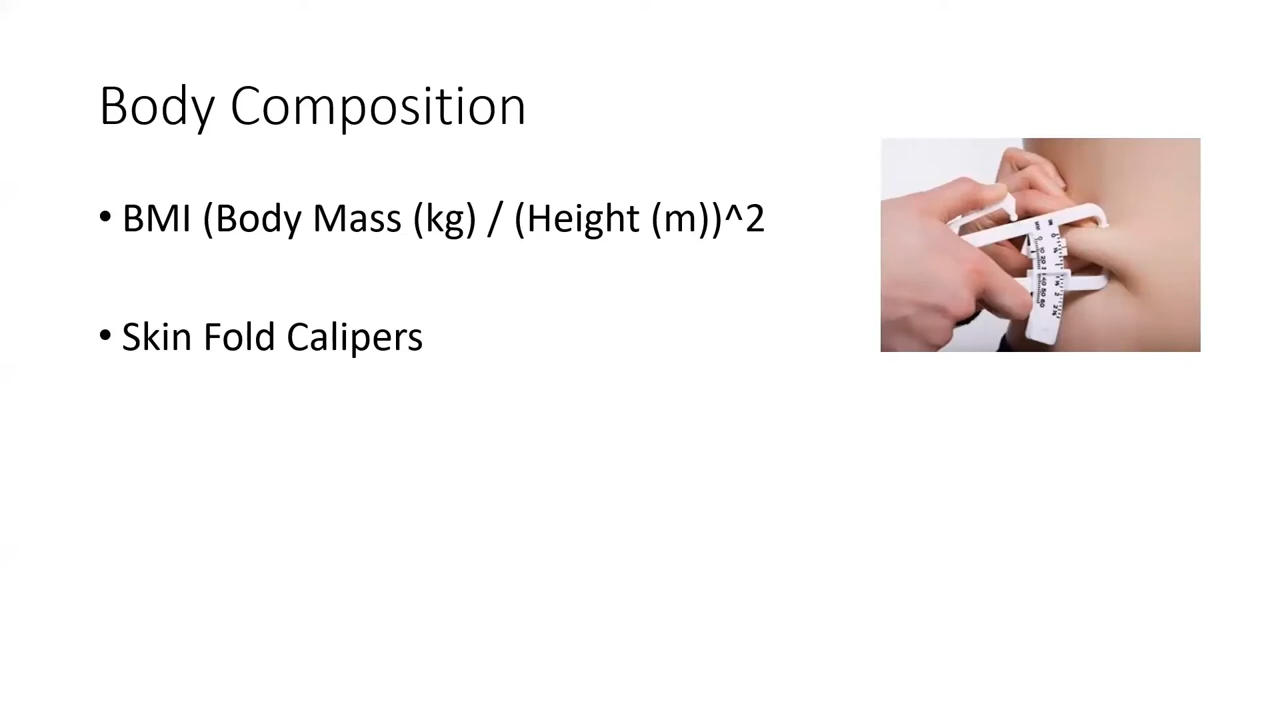 Body Composition
• BMI (Body Mass (kg) / (Height (m))^2
• Skin Fold Calipers